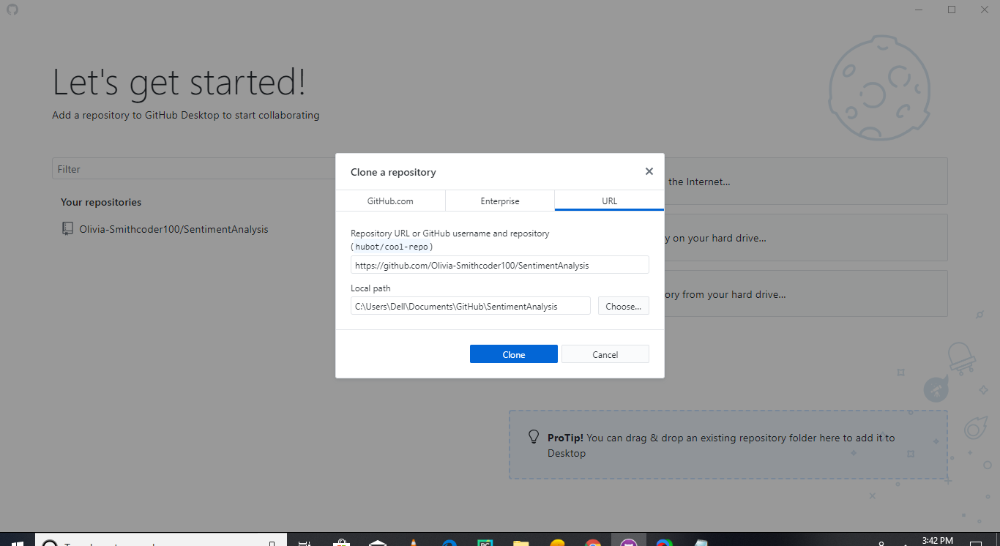 Let's get started!
Add a repository to GitHub Desktop to start collaborating
Filter
Your repositories
Olivia-Smithcoder100/SentimentAnalysis
the Internet...
y on your hard drive...
ory from your hard drive...
Clone a repository
GitHub.com
Enterprise
URL
Repository URL or GitHub username and repository
(hubot/cool-repo)
https://github.com/Olivia-Smithcoder100/SentimentAnalysis
Local path
C:\Users\Dell\Documents\GitHub\SentimentAnalysis
Choose...
Clone
Cancel
ProTip! You can drag & drop an existing repository folder here to add it to
Desktop
PC
3:42 PM